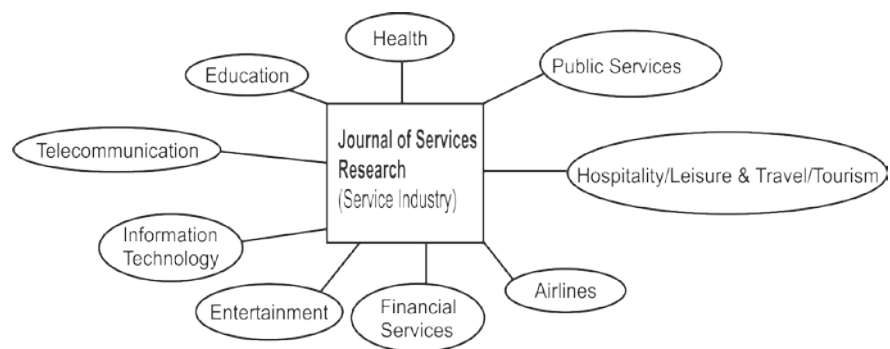 Health
Education
Public Services
Journal of Services
Research
(Service Industry)
Telecommunication
Hospitality/Leisure & Travel/Tourism
Information
Technology
Airlines
Entertainment
Financial
Services